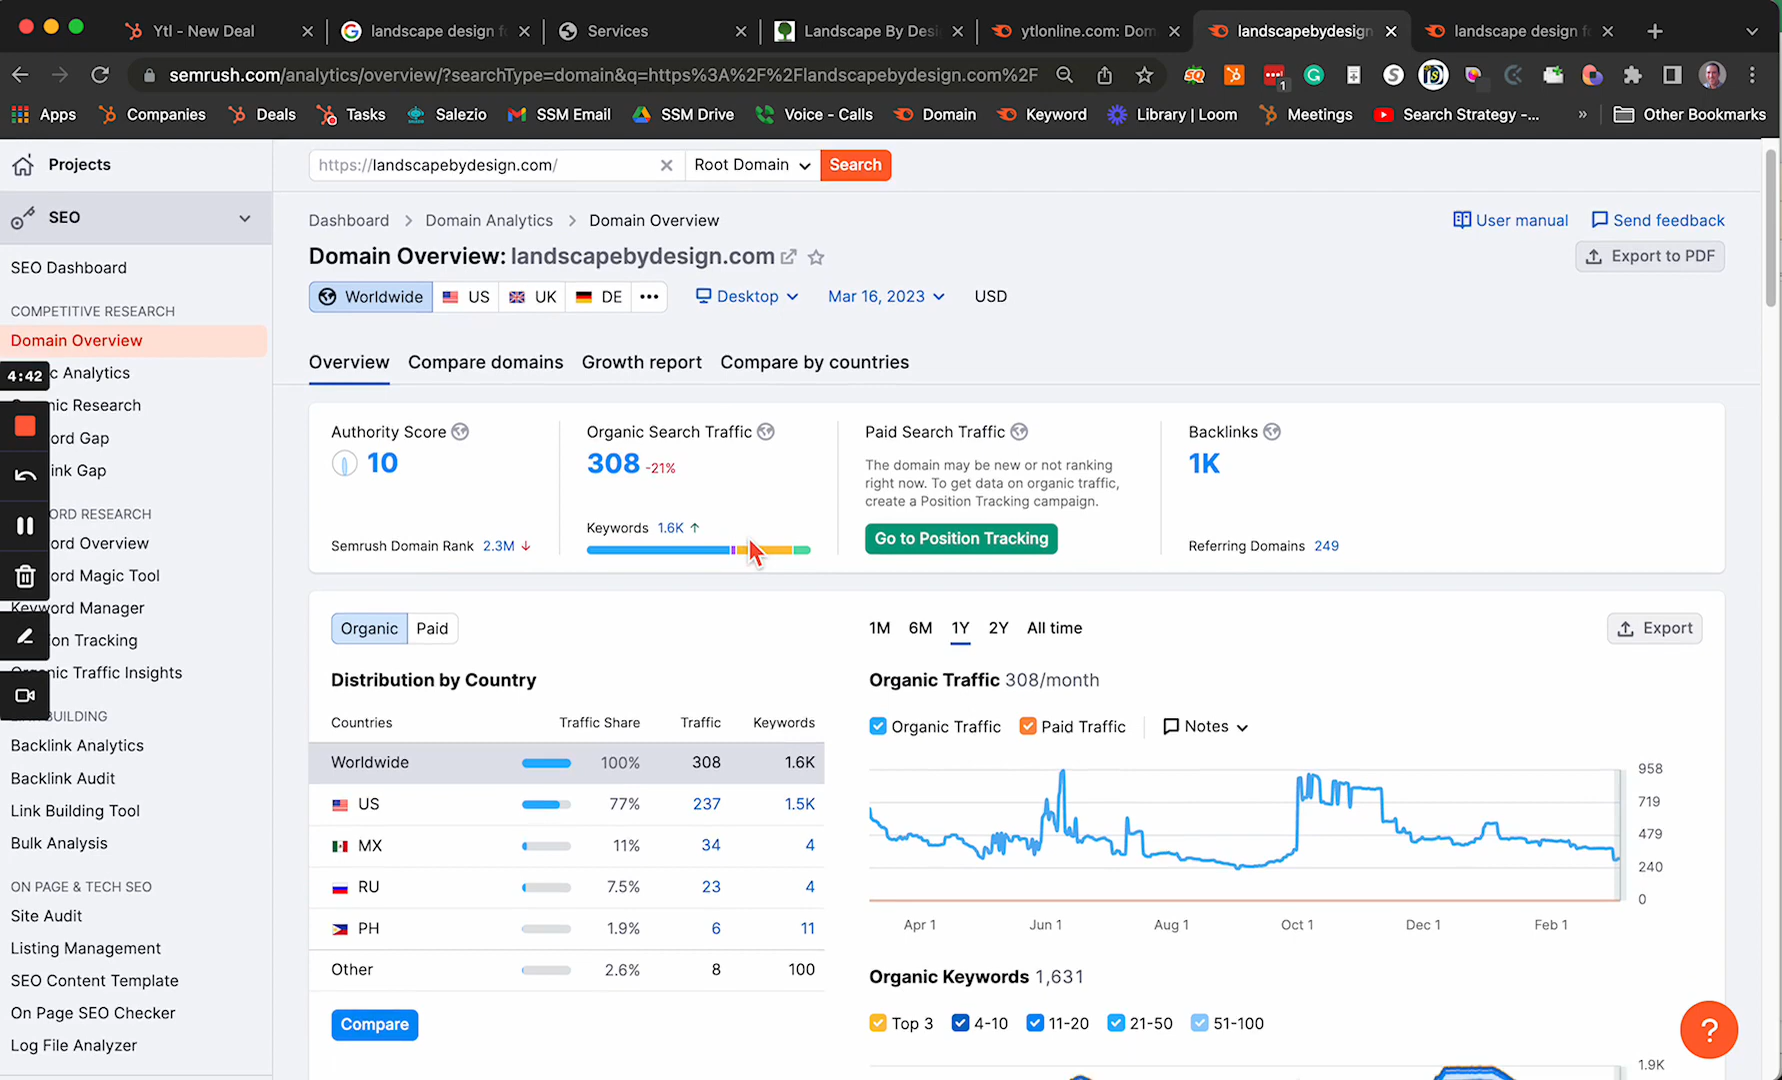 Ytl - New Deal
landscape design f
Services
Landscape By Desi
ytlonline.com: Dom
landscapebydesign
landscape design f
semrush.com/analytics/overview/?searchType=domain&q=https%3A%2F%2Flandscapebydesign.com%2F
1
Apps
Companies
Deals
Tasks
Salezio
SSM Email
SSM Drive
Voice - Calls
Domain
Keyword
Library | Loom
Meetings
Search Strategy -...
»
Other Bookmarks
Projects
https://landscapebydesign.com/
Root Domain
Search
SEO
Dashboard > Domain Analytics > Domain Overview
User manual
Send feedback
Domain Overview: landscapebydesign.com
Export to PDF
SEO Dashboard
Worldwide
US
UK
DE
•••
Desktop
Mar 16, 2023
USD
COMPETITIVE RESEARCH
Domain Overview
4:42
c Analytics
nic Research
ord Gap
ink Gap
ORD RESEARCH
ord Overview
ord Magic Tool
Keyword Manager
on Tracking
Organic Traffic Insights
BUILDING
Backlink Analytics
Backlink Audit
Link Building Tool
Bulk Analysis
ON PAGE & TECH SEO
Site Audit
Listing Management
SEO Content Template
On Page SEO Checker
Log File Analyzer
Overview
Compare domains
Growth report
Compare by countries
Authority Score
10
Semrush Domain Rank 2.3M ↓
Organic Search Traffic
308 -21%
Keywords 1.6K ↑
Paid Search Traffic
The domain may be new or not ranking
right now. To get data on organic traffic,
create a Position Tracking campaign.
Go to Position Tracking
Backlinks
1K
Referring Domains 249
Organic
Paid
Distribution by Country
Countries Traffic Share Traffic Keywords
Worldwide 100% 308 1.6K
US 77% 237 1.5K
MX 11% 34 4
RU 7.5% 23 4
PH 1.9% 6 11
Other 2.6% 8 100
Compare
1M 6M 1Y 2Y All time
Export
Organic Traffic 308/month
Organic Traffic
Paid Traffic
Notes
958
719
479
240
0
Apr 1 Jun 1 Aug 1 Oct 1 Dec 1 Feb 1
Organic Keywords 1,631
Top 3 4-10 11-20 21-50 51-100
1.9K
?